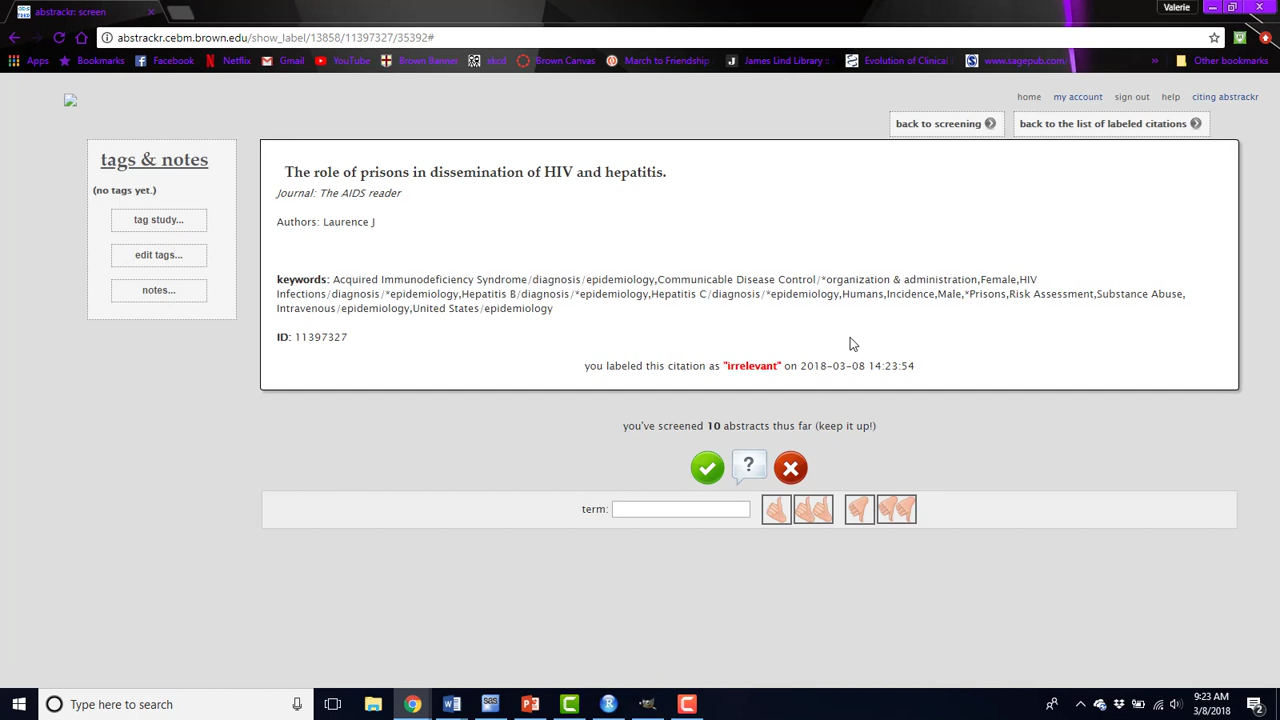 abstrackr: screen
Valerie
abstrackr.cebm.brown.edu/show_label/13858/11397327/35392#
Apps Bookmarks Facebook Netflix Gmail YouTube Brown Banner xkcd Brown Canvas March to Friendship James Lind Library :: Evolution of Clinical www.sagepub.com/ » Other bookmarks
home my account sign out help citing abstrackr
back to screening back to the list of labeled citations
tags & notes
(no tags yet.)
tag study...
edit tags...
notes...
The role of prisons in dissemination of HIV and hepatitis.
Journal: The AIDS reader
Authors: Laurence J
keywords: Acquired Immunodeficiency Syndrome/diagnosis/epidemiology,Communicable Disease Control/*organization & administration,Female,HIV
Infections/diagnosis/*epidemiology,Hepatitis B/diagnosis/*epidemiology,Hepatitis C/diagnosis/*epidemiology,Humans,Incidence,Male,*Prisons,Risk Assessment,Substance Abuse,
Intravenous/epidemiology,United States/epidemiology
ID: 11397327
you labeled this citation as "irrelevant" on 2018-03-08 14:23:54
you've screened 10 abstracts thus far (keep it up!)
?
term:
Type here to search
9:23 AM
3/8/2018